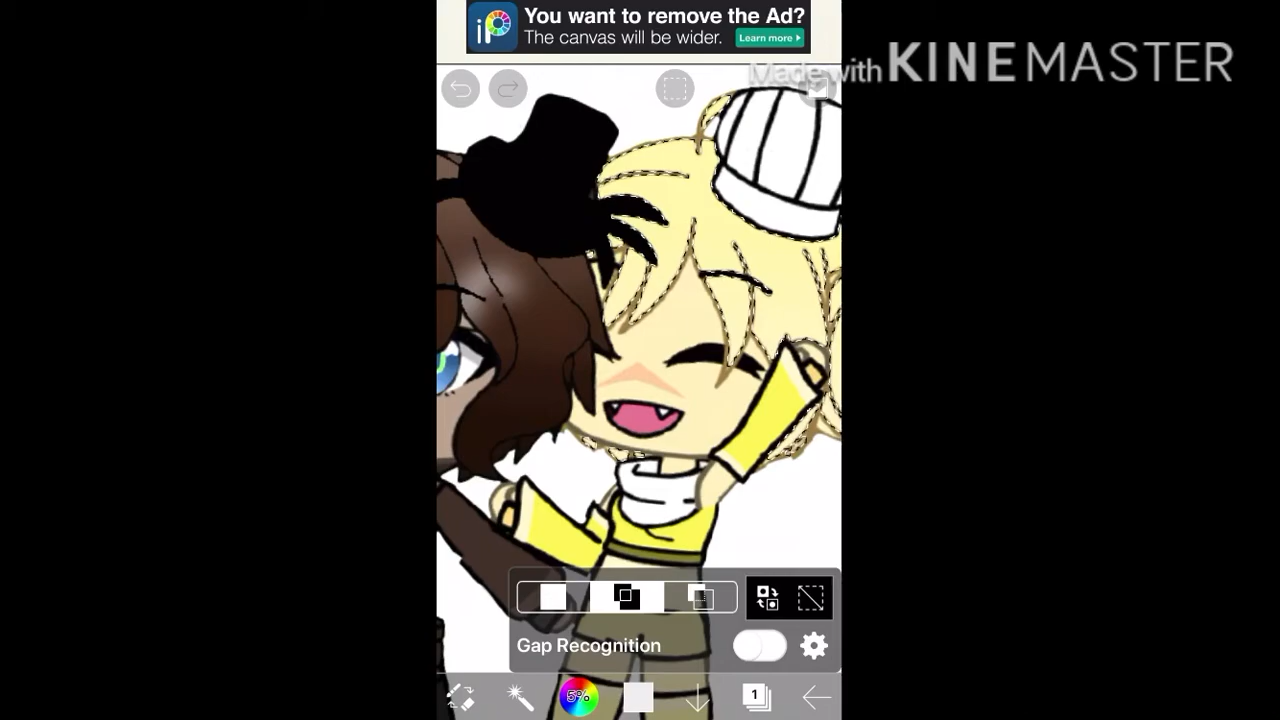 iP
You want to remove the Ad?
The canvas will be wider.
Learn more
Made with KINEMASTER
Gap Recognition
5%
1